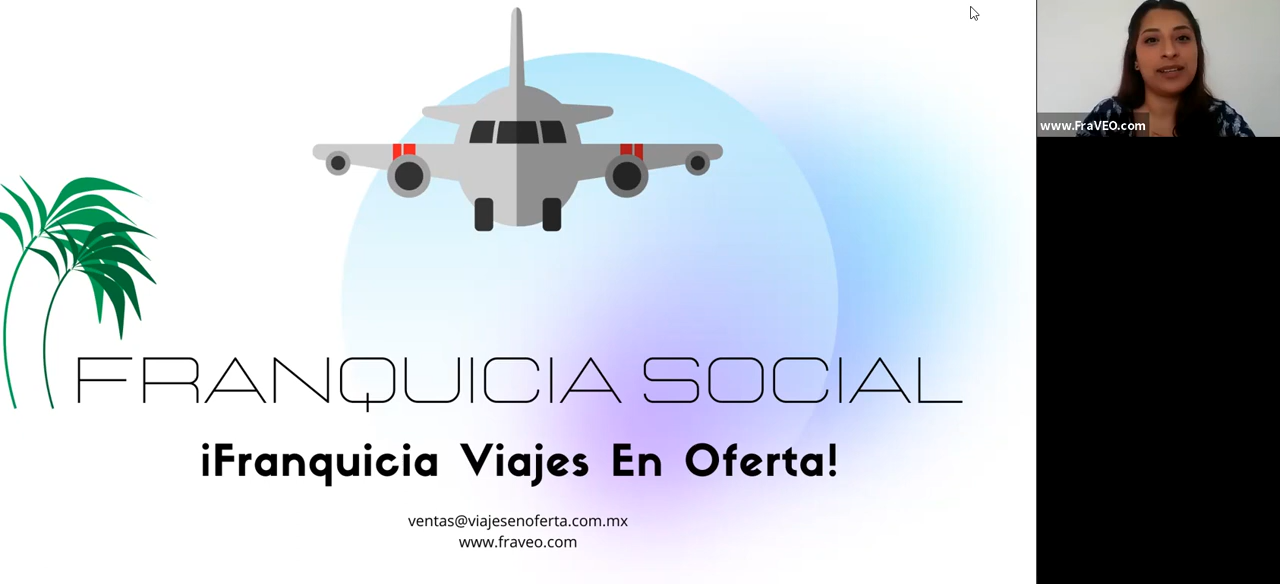 www.FraVEO.com
FRANQUICIA SOCIAL
¡Franquicia Viajes En Oferta!
ventas@viajesenoferta.com.mx
www.fraveo.com